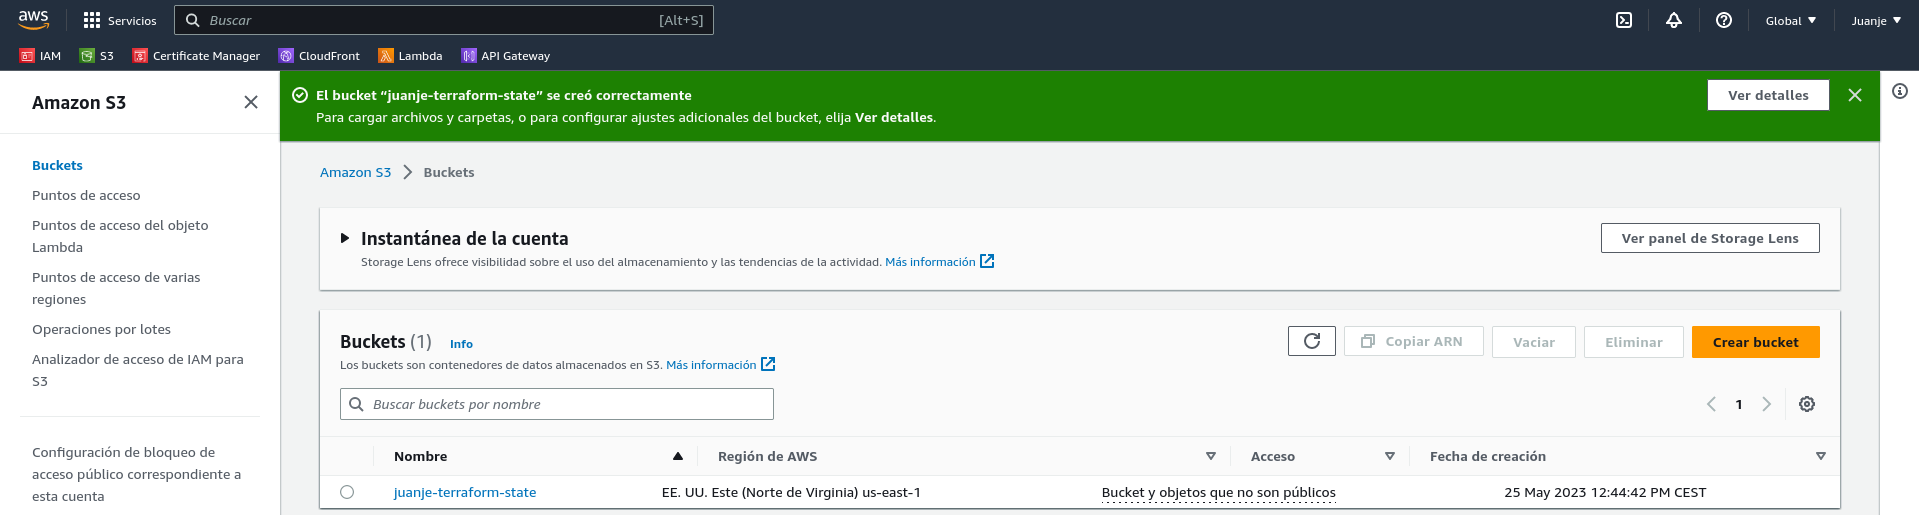 aws
Servicios
Buscar
[Alt+S]
Global
Juanje
IAM
S3
Certificate Manager
CloudFront
Lambda
API Gateway
Amazon S3
Buckets
Puntos de acceso
Puntos de acceso del objeto
Lambda
Puntos de acceso de varias
regiones
Operaciones por lotes
Analizador de acceso de IAM para
S3
Configuración de bloqueo de
acceso público correspondiente a
esta cuenta
El bucket “juanje-terraform-state” se creó correctamente
Para cargar archivos y carpetas, o para configurar ajustes adicionales del bucket, elija Ver detalles.
Ver detalles
Amazon S3 > Buckets
Instantánea de la cuenta
Storage Lens ofrece visibilidad sobre el uso del almacenamiento y las tendencias de la actividad. Más información
Ver panel de Storage Lens
Buckets (1) Info
Los buckets son contenedores de datos almacenados en S3. Más información
Copiar ARN
Vaciar
Eliminar
Crear bucket
Buscar buckets por nombre
1
Nombre Región de AWS Acceso Fecha de creación
juanje-terraform-state EE. UU. Este (Norte de Virginia) us-east-1 Bucket y objetos que no son públicos 25 May 2023 12:44:42 PM CEST